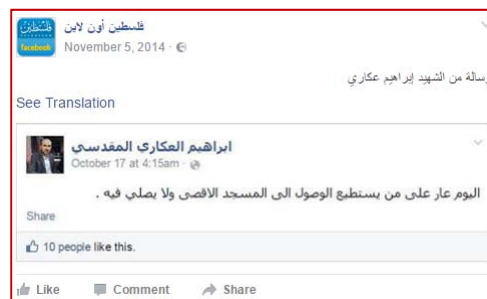 فلسطين أون لاين
فلسطين
facebook
November 5, 2014 ·
رسالة من الشهيد إبراهيم عكاري
See Translation
ابراهيم العكاري المقدسي
October 17 at 4:15am ·
اليوم عار على من يستطيع الوصول الى المسجد الاقصى ولا يصلي فيه .
Share
10 people like this.
Like Comment Share